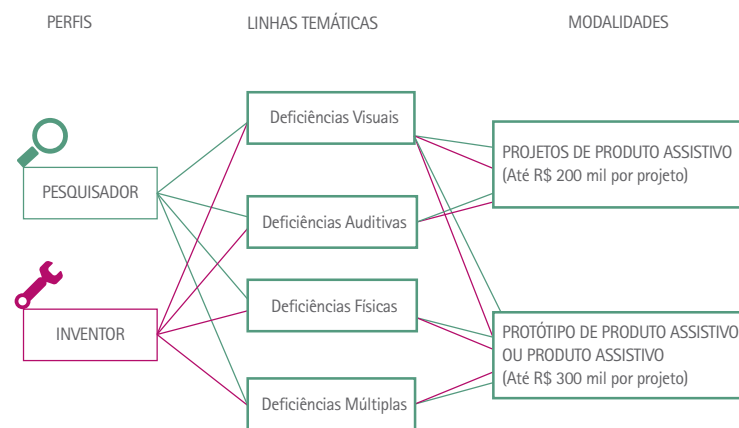 PERFIS
LINHAS TEMÁTICAS
MODALIDADES
PESQUISADOR
INVENTOR
Deficiências Visuais
Deficiências Auditivas
Deficiências Físicas
Deficiências Múltiplas
PROJETOS DE PRODUTO ASSISTIVO
(Até R$ 200 mil por projeto)
PROTÓTIPO DE PRODUTO ASSISTIVO
OU PRODUTO ASSISTIVO
(Até R$ 300 mil por projeto)